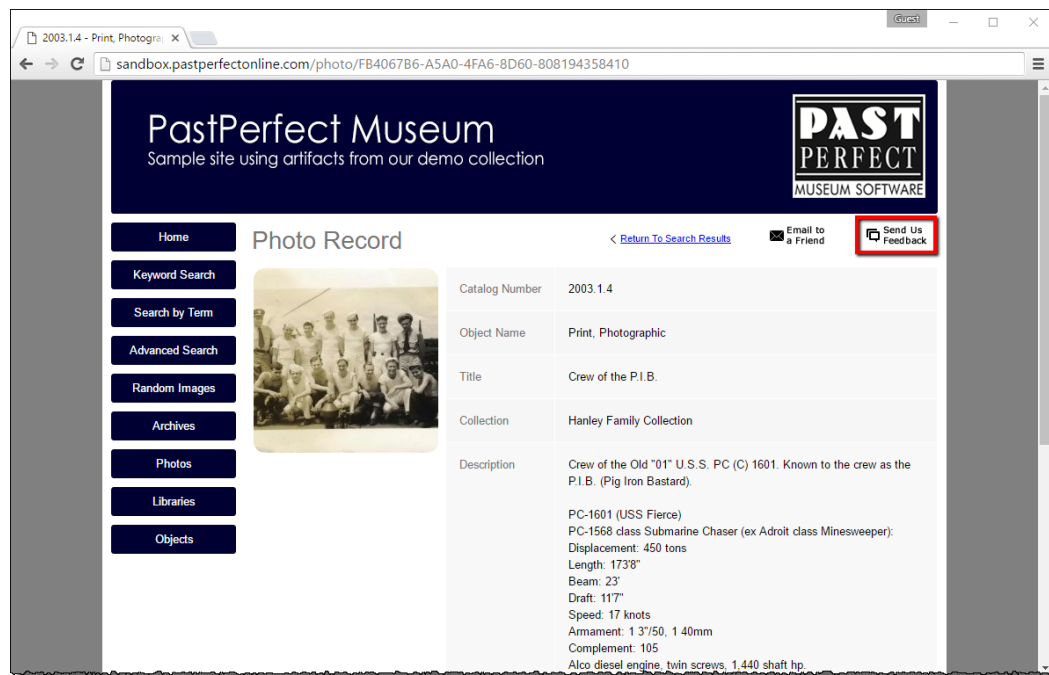 Guest
2003.1.4 - Print, Photogra
sandbox.pastperfectonline.com/photo/FB4067B6-A5A0-4FA6-8D60-808194358410
PastPerfect Museum
Sample site using artifacts from our demo collection
PAST
PERFECT
MUSEUM SOFTWARE
Home
Keyword Search
Search by Term
Advanced Search
Random Images
Archives
Photos
Libraries
Objects
Photo Record
< Return To Search Results
Email to
a Friend
Send Us
Feedback
Catalog Number 2003.1.4
Object Name Print, Photographic
Title Crew of the P.I.B.
Collection Hanley Family Collection
Description Crew of the Old "01" U.S.S. PC (C) 1601. Known to the crew as the
P.I.B. (Pig Iron Bastard).
PC-1601 (USS Fierce)
PC-1568 class Submarine Chaser (ex Adroit class Minesweeper):
Displacement: 450 tons
Length: 173'8"
Beam: 23'
Draft: 11'7"
Speed: 17 knots
Armament: 1 3"/50, 1 40mm
Complement: 105
Alco diesel engine, twin screws, 1,440 shaft hp.